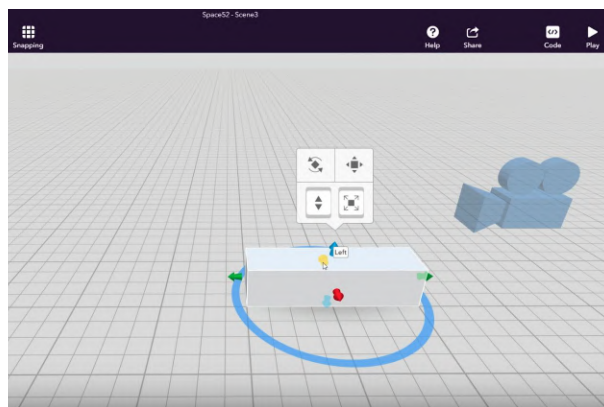 Space52 - Scene3
Snapping
Help
Share
Code
Play
Left